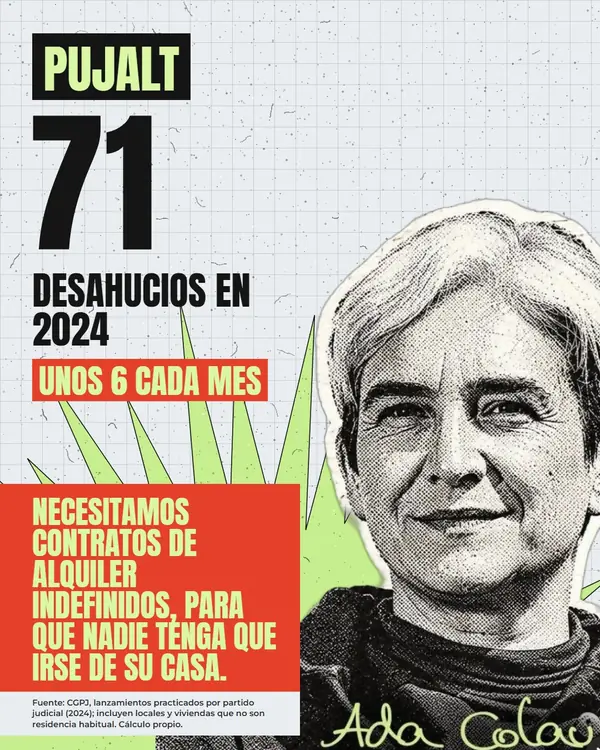 PUJALT
71
DESAHUCIOS EN
2024
UNOS 6 CADA MES
NECESITAMOS
CONTRATOS DE
ALQUILER
INDEFINIDOS, PARA
QUE NADIE TENGA QUE
IRSE DE SU CASA.
Fuente: CGPJ, lanzamientos practicados por partido
judicial (2024); incluyen locales y viviendas que no son
residencia habitual. Cálculo propio.
Ada Colau